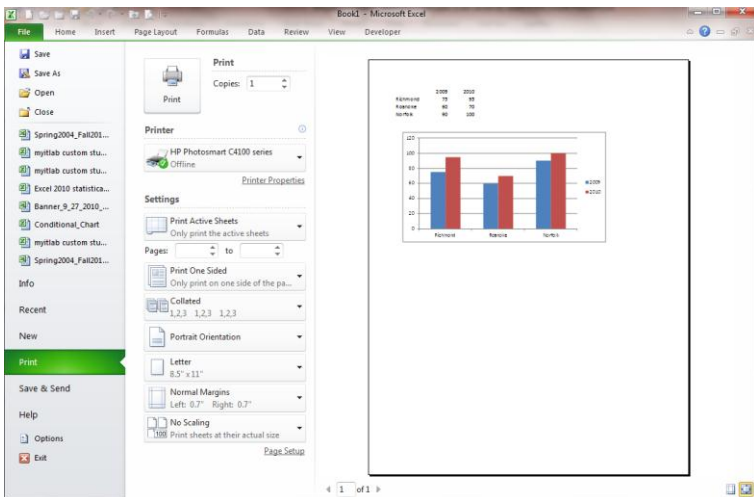 Book1 - Microsoft Excel
File Home Insert Page Layout Formulas Data Review View Developer
Save
Save As
Open
Close
Spring2004_Fall201...
myitlab custom stu...
myitlab custom stu...
Excel 2010 statistica...
Banner_9_27_2010_...
Conditional_Chart
myitlab custom stu...
Spring2004_Fall201...
Info
Recent
New
Print
Save & Send
Help
Options
Exit
Print
Print
Copies: 1
Printer
HP Photosmart C4100 series
Offline
Printer Properties
Settings
Print Active Sheets
Only print the active sheets
Pages: to
Print One Sided
Only print on one side of the pa...
Collated
1,2,3 1,2,3 1,2,3
Portrait Orientation
Letter
8.5" x 11"
Normal Margins
Left: 0.7" Right: 0.7"
No Scaling
100 Print sheets at their actual size
Page Setup
2009 2010
Richmond 75 95
Roanoke 60 70
Norfolk 90 100
120
100
80
60
40
20
0
Richmond Roanoke Norfolk
2009
2010
1 of 1